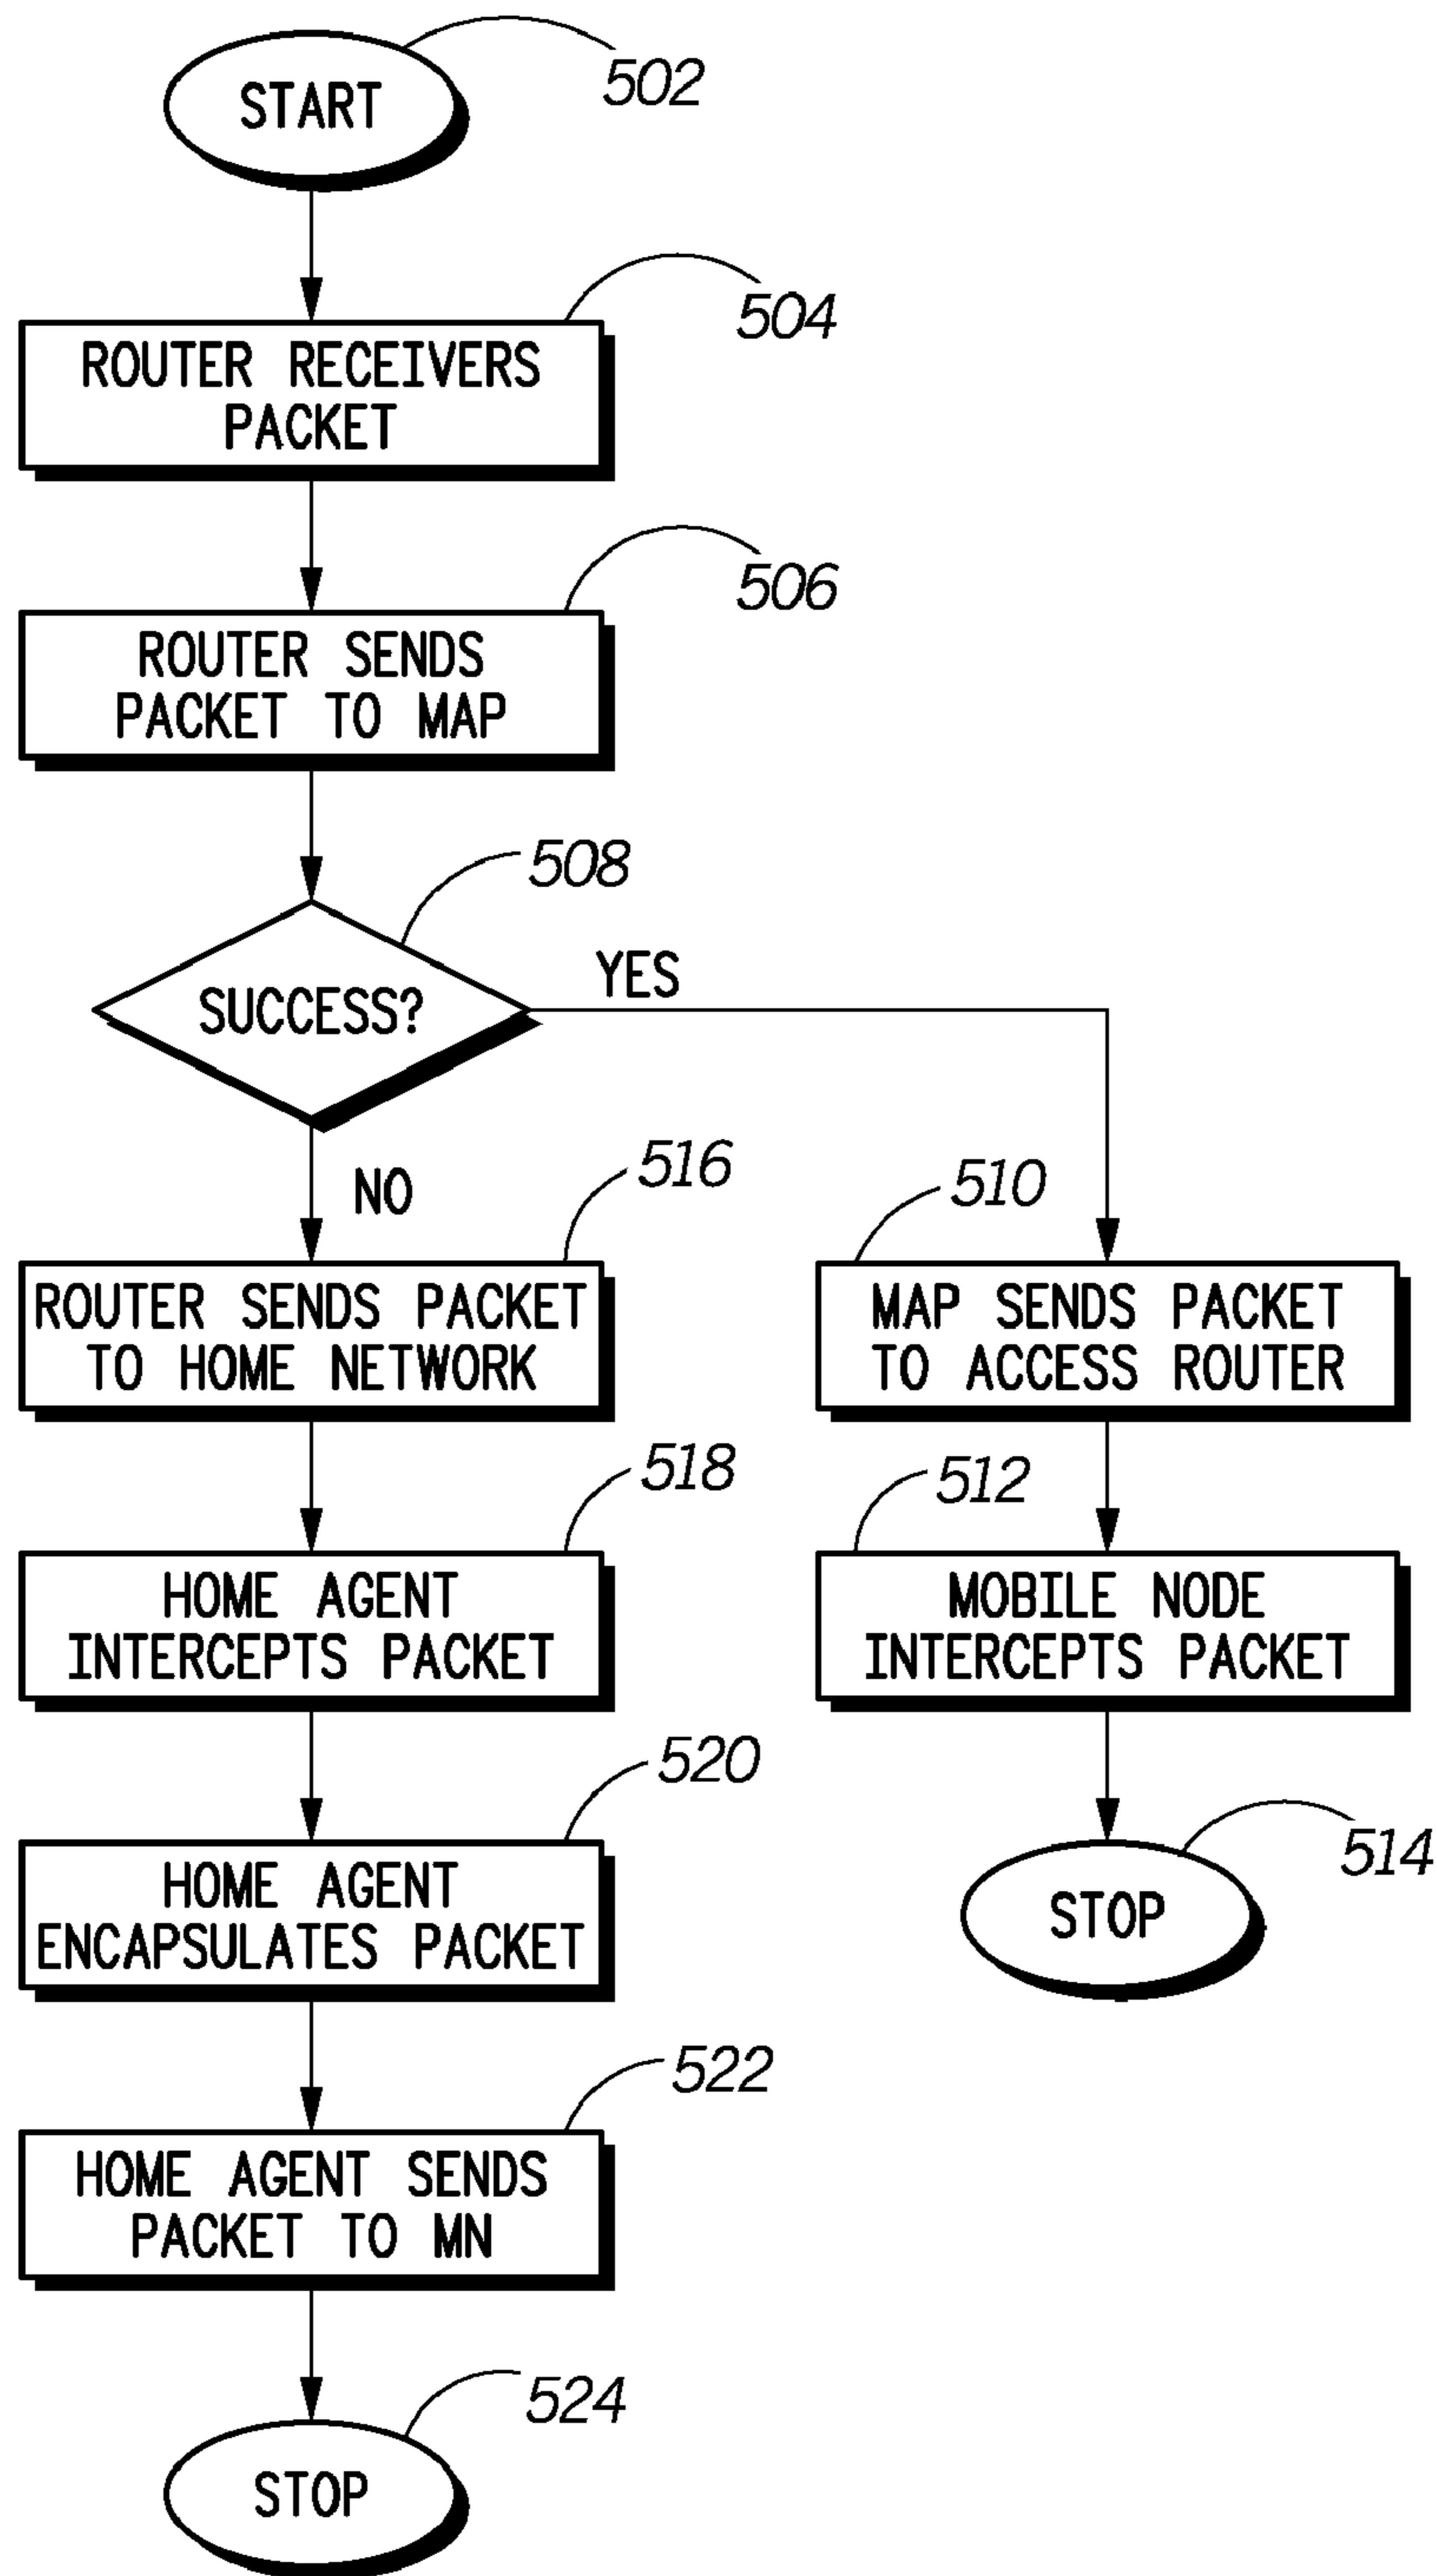 START
502
504
ROUTER RECEIVERS
PACKET
506
ROUTER SENDS
PACKET TO MAP
508
SUCCESS?
YES
NO
516
ROUTER SENDS PACKET
TO HOME NETWORK
518
HOME AGENT
INTERCEPTS PACKET
520
HOME AGENT
ENCAPSULATES PACKET
522
HOME AGENT SENDS
PACKET TO MN
524
STOP
510
MAP SENDS PACKET
TO ACCESS ROUTER
512
MOBILE NODE
INTERCEPTS PACKET
514
STOP